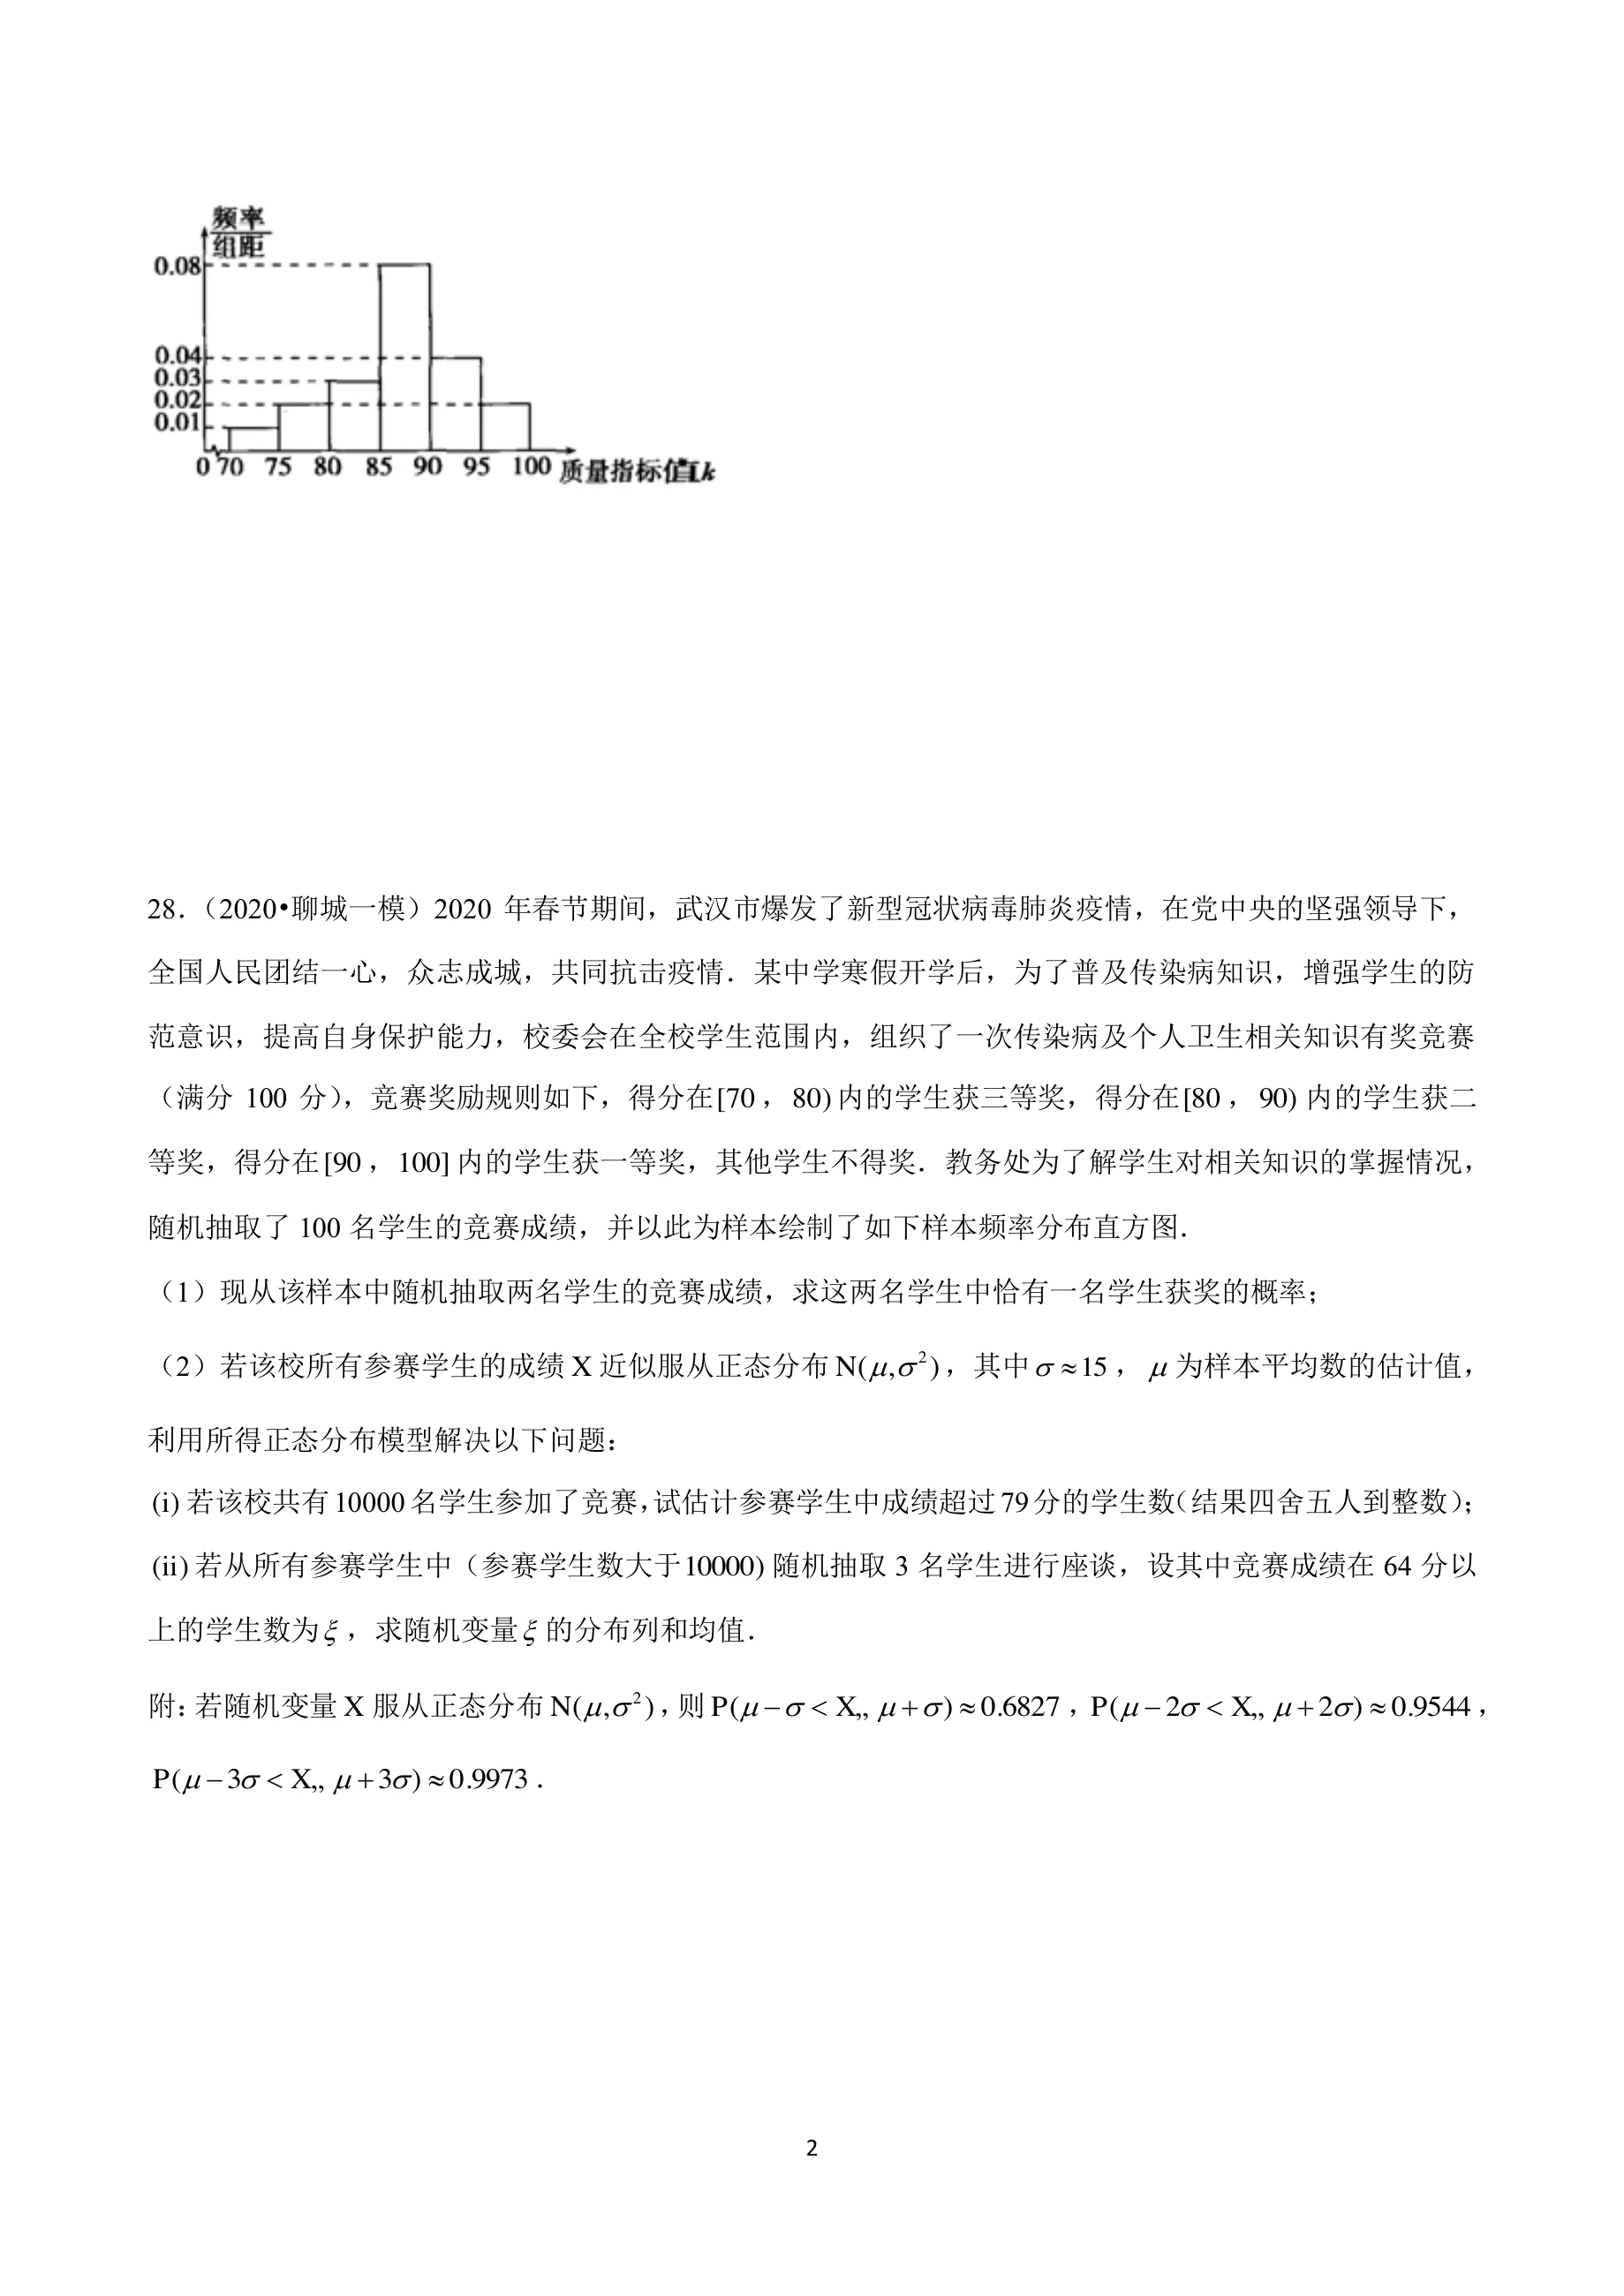 频率
组距
0.08
0.04
0.03
0.02
0.01
0 70 75 80 85 90 95 100 质量指标值k
28.（2020•聊城一模）2020 年春节期间，武汉市爆发了新型冠状病毒肺炎疫情，在党中央的坚强领导下，
全国人民团结一心，众志成城，共同抗击疫情．某中学寒假开学后，为了普及传染病知识，增强学生的防
范意识，提高自身保护能力，校委会在全校学生范围内，组织了一次传染病及个人卫生相关知识有奖竞赛
（满分 100 分），竞赛奖励规则如下，得分在[70， 80) 内的学生获三等奖，得分在[80， 90) 内的学生获二
等奖，得分在[90， 100] 内的学生获一等奖，其他学生不得奖．教务处为了解学生对相关知识的掌握情况，
随机抽取了 100 名学生的竞赛成绩，并以此为样本绘制了如下样本频率分布直方图．
（1）现从该样本中随机抽取两名学生的竞赛成绩，求这两名学生中恰有一名学生获奖的概率；
（2）若该校所有参赛学生的成绩 X 近似服从正态分布 N(μ,σ²)，其中 σ≈15， μ 为样本平均数的估计值，
利用所得正态分布模型解决以下问题：
(i) 若该校共有 10000 名学生参加了竞赛，试估计参赛学生中成绩超过 79 分的学生数（结果四舍五人到整数）；
(ii) 若从所有参赛学生中（参赛学生数大于10000) 随机抽取 3 名学生进行座谈，设其中竞赛成绩在 64 分以
上的学生数为ξ，求随机变量ξ 的分布列和均值．
附：若随机变量 X 服从正态分布 N(μ,σ²)，则 P(μ−σ < X,, μ+σ)≈0.6827， P(μ−2σ < X,, μ+2σ)≈0.9544，
P(μ−3σ < X,, μ+3σ)≈0.9973．
2